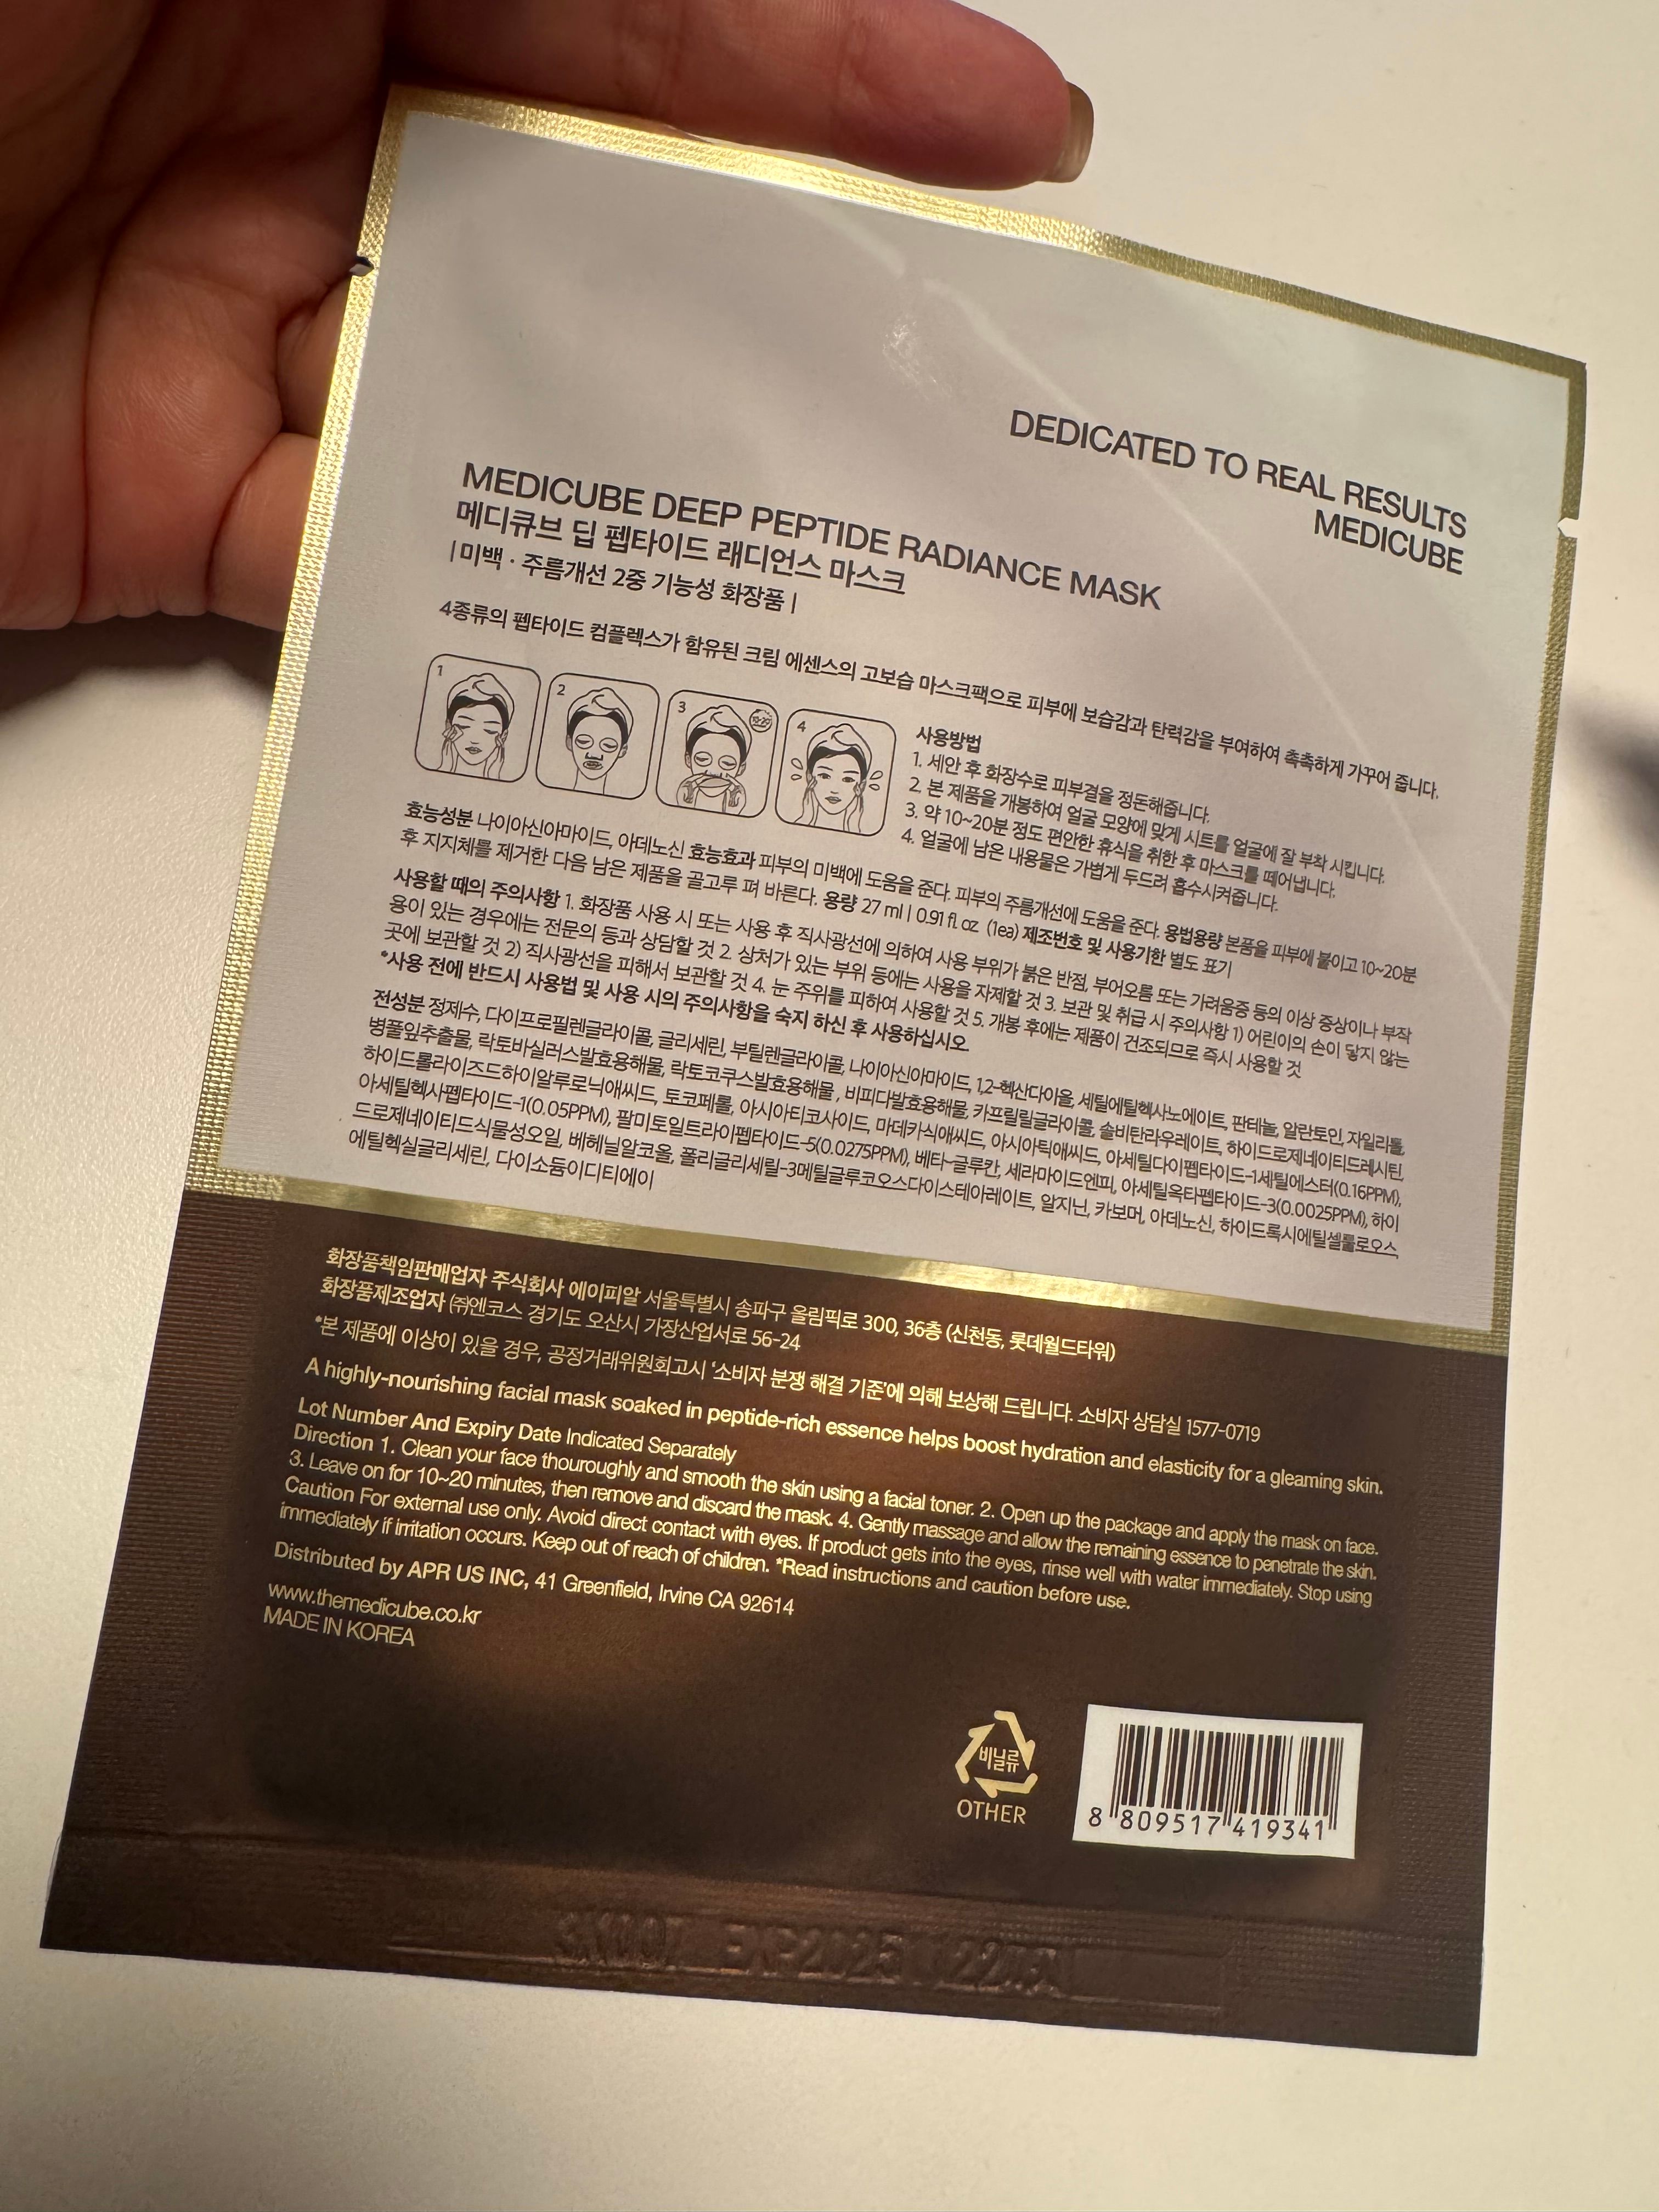 DEDICATED TO REAL RESULTS
MEDICUBE
MEDICUBE DEEP PEPTIDE RADIANCE MASK
메디큐브 딥 펩타이드 래디언스 마스크
|미백 · 주름개선 2중 기능성 화장품 |
4종류의 펩타이드 컴플렉스가 함유된 크림 에센스의 고보습 마스크팩으로 피부에 보습감과 탄력감을 부여하여 촉촉하게 가꾸어 줍니다.
1
2
3
10-20
4
사용방법
1. 세안 후 화장수로 피부결을 정돈해줍니다.
2. 본 제품을 개봉하여 얼굴 모양에 맞게 시트를 얼굴에 잘 부착 시킵니다.
3. 약 10~20분 정도 편안한 휴식을 취한 후 마스크를 떼어냅니다.
4. 얼굴에 남은 내용물은 가볍게 두드려 흡수시켜줍니다.
효능성분 나이아신아마이드, 아데노신 효능효과 피부의 미백에 도움을 준다. 피부의 주름개선에 도움을 준다. 용법용량 본품을 피부에 붙이고 10~20분
후 지지체를 제거한 다음 남은 제품을 골고루 펴 바른다. 용량 27 ml | 0.91 fl. oz (1ea) 제조번호 및 사용기한 별도 표기
사용할 때의 주의사항 1. 화장품 사용 시 또는 사용 후 직사광선에 의하여 사용 부위가 붉은 반점, 부어오름 또는 가려움증 등의 이상 증상이나 부작
용이 있는 경우에는 전문의 등과 상담할 것 2. 상처가 있는 부위 등에는 사용을 자제할 것 3. 보관 및 취급 시 주의사항 1) 어린이의 손이 닿지 않는
곳에 보관할 것 2) 직사광선을 피해서 보관할 것 4. 눈 주위를 피하여 사용할 것 5. 개봉 후에는 제품이 건조되므로 즉시 사용할 것
*사용 전에 반드시 사용법 및 사용 시의 주의사항을 숙지 하신 후 사용하십시오.
전성분 정제수, 다이프로필렌글라이콜, 글리세린, 부틸렌글라이콜, 나이아신아마이드, 1,2-헥산다이올, 세틸에틸헥사노에이트, 판테놀, 알란토인, 자일리톨,
병풀잎추출물, 락토바실러스발효용해물, 락토코쿠스발효용해물, 비피다발효용해물, 카프릴릴글라이콜, 솔비탄라우레이트, 하이드로제네이티드레시틴,
하이드롤라이즈드하이알루로닉애씨드, 토코페롤, 아시아티코사이드, 마데카식애씨드, 아시아틱애씨드, 아세틸다이펩타이드-1세틸에스터(0.16PPM),
아세틸헥사펩타이드-1(0.05PPM), 팔미토일트라이펩타이드-5(0.0275PPM), 베타-글루칸, 세라마이드엔피, 아세틸옥타펩타이드-3(0.0025PPM), 하이
드로제네이티드식물성오일, 베헤닐알코올, 폴리글리세릴-3메틸글루코오스다이스테아레이트, 알지닌, 카보머, 아데노신, 하이드록시에틸셀룰로오스,
에틸헥실글리세린, 다이소듐이디티에이
화장품책임판매업자 주식회사 에이피알 서울특별시 송파구 올림픽로 300, 36층 (신천동, 롯데월드타워)
화장품제조업자 ㈜엔코스 경기도 오산시 가장산업서로 56-24
*본 제품에 이상이 있을 경우, 공정거래위원회고시 '소비자 분쟁 해결 기준'에 의해 보상해 드립니다. 소비자 상담실 1577-0719
A highly-nourishing facial mask soaked in peptide-rich essence helps boost hydration and elasticity for a gleaming skin.
Lot Number And Expiry Date Indicated Separately
Direction 1. Clean your face thouroughly and smooth the skin using a facial toner. 2. Open up the package and apply the mask on face.
3. Leave on for 10~20 minutes, then remove and discard the mask. 4. Gently massage and allow the remaining essence to penetrate the skin.
Caution For external use only. Avoid direct contact with eyes. If product gets into the eyes, rinse well with water immediately. Stop using
immediately if irritation occurs. Keep out of reach of children. *Read instructions and caution before use.
Distributed by APR US INC, 41 Greenfield, Irvine CA 92614
www.themedicube.co.kr
MADE IN KOREA
비닐류
OTHER
8 809517 419341
EXP2025